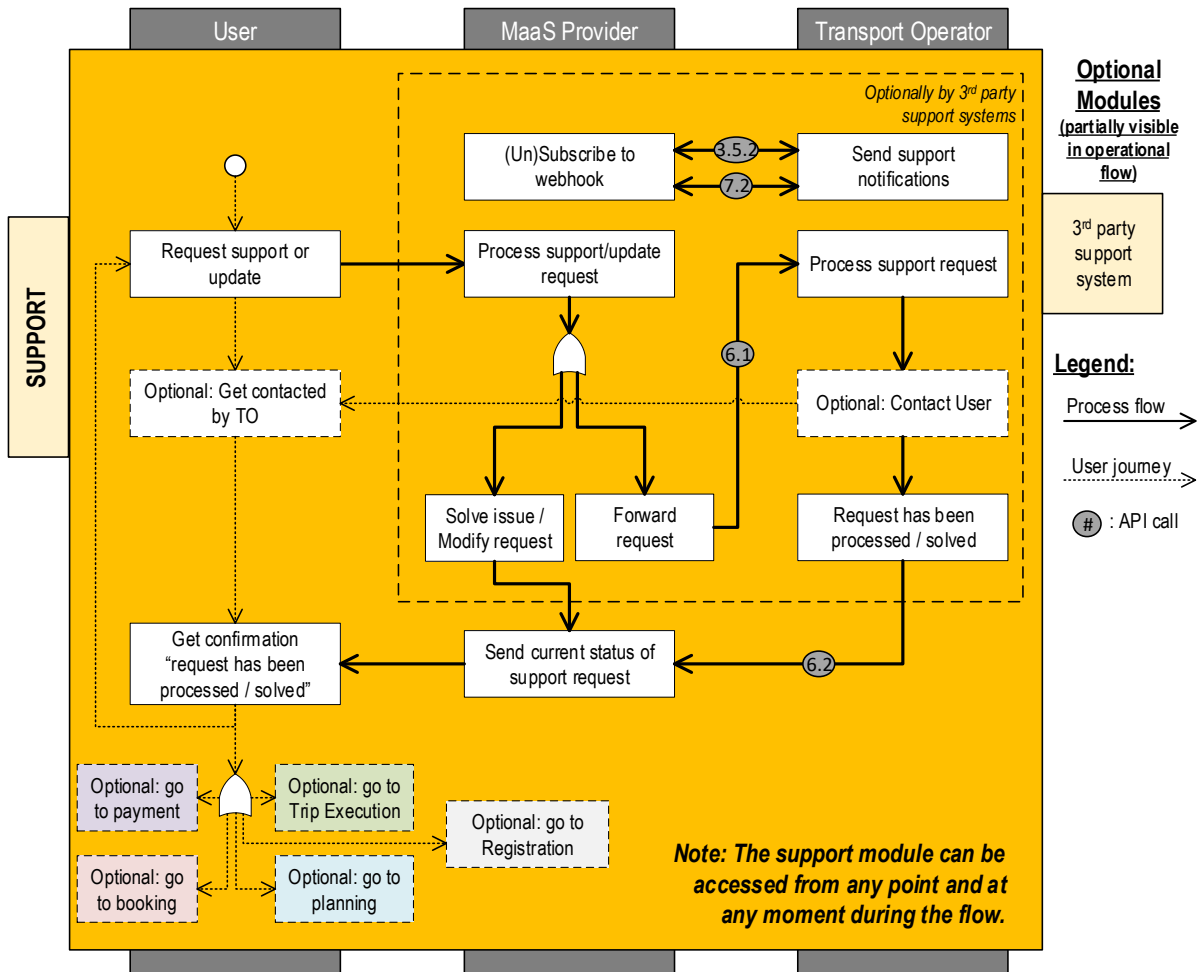 User
MaaS Provider
Transport Operator
Optionally by 3rd party
support systems
Optional
Modules
(partially visible
in operational
flow)
(Un)Subscribe to
webhook
3.5.2
7.2
Send support
notifications
3rd party
support
system
SUPPORT
Request support or
update
Process support/update
request
Process support request
6.1
Legend:
Process flow
User journey
# : API call
Optional: Get contacted
by TO
Optional: Contact User
Solve issue /
Modify request
Forward
request
Request has been
processed / solved
Get confirmation
“request has been
processed / solved”
Send current status of
support request
6.2
Optional: go
to payment
Optional: go to
Trip Execution
Optional: go to
Registration
Optional: go
to booking
Optional: go to
planning
Note: The support module can be
accessed from any point and at
any moment during the flow.